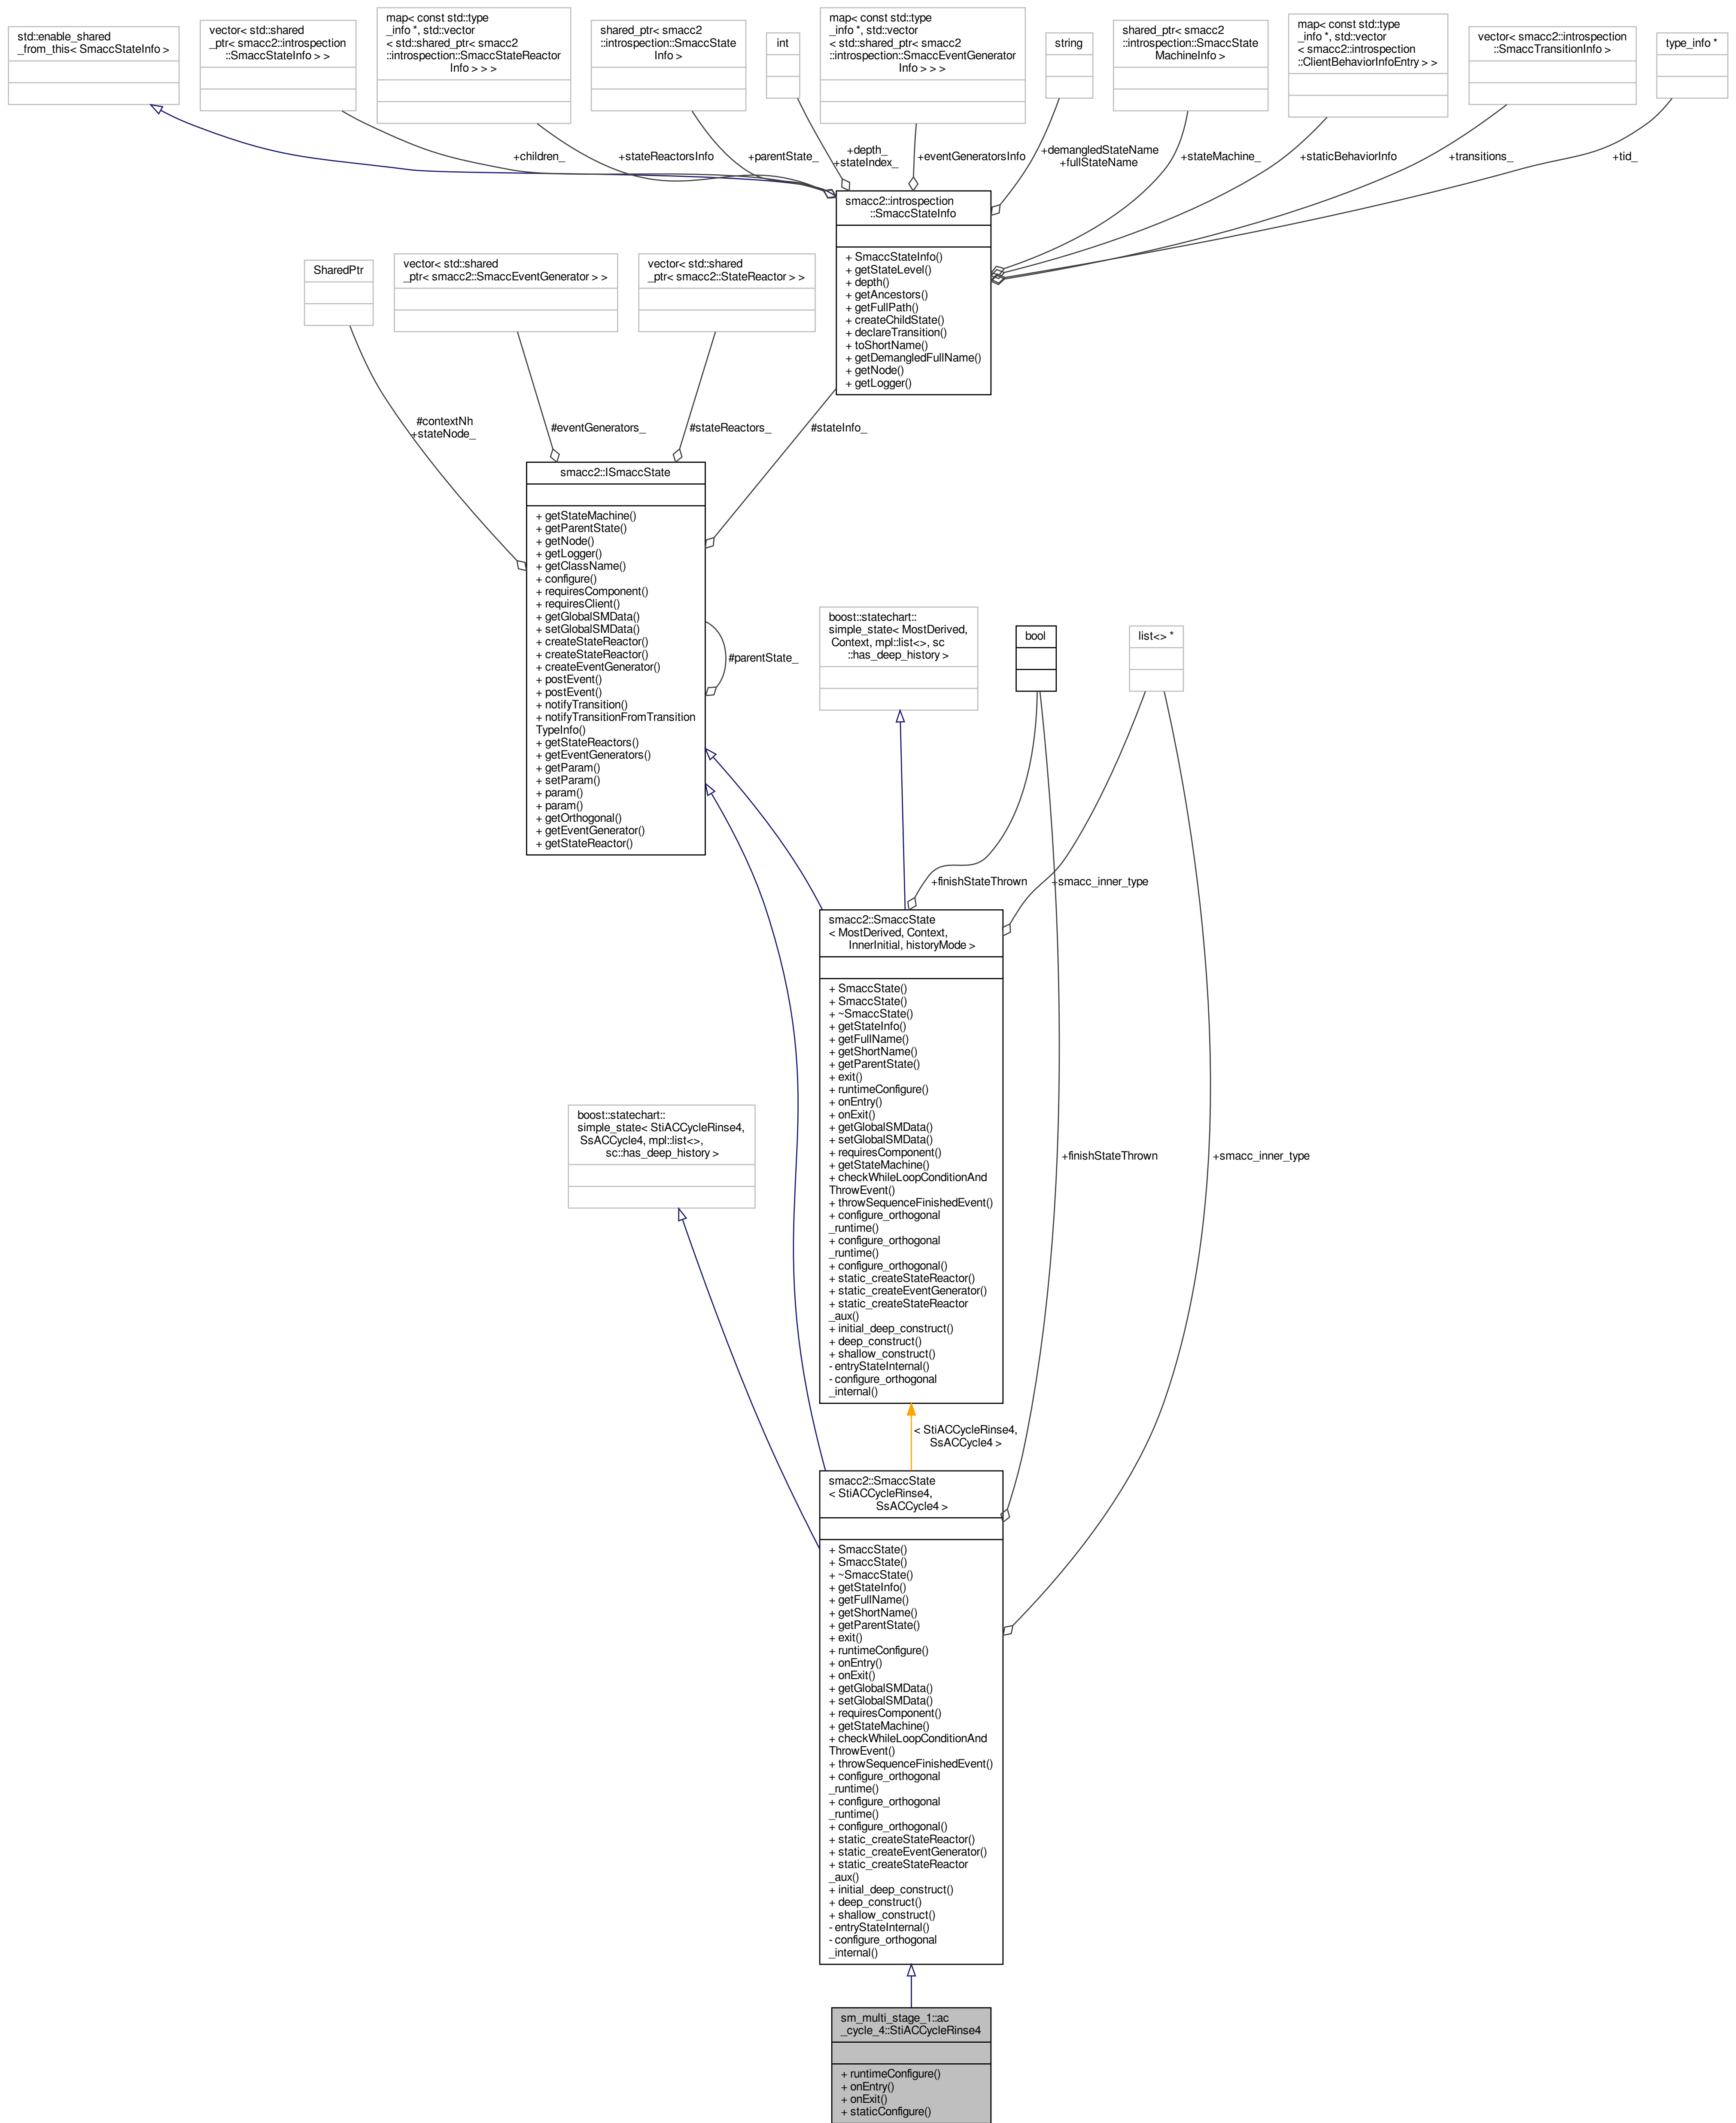 std::enable_shared
_from_this< SmaccStateInfo >
vector< std::shared
_ptr< smacc2::introspection
::SmaccStateInfo > >
map< const std::type
_info *, std::vector
< std::shared_ptr< smacc2
::introspection::SmaccStateReactor
Info > > >
shared_ptr< smacc2
::introspection::SmaccState
Info >
int
map< const std::type
_info *, std::vector
< std::shared_ptr< smacc2
::introspection::SmaccEventGenerator
Info > > >
string
shared_ptr< smacc2
::introspection::SmaccState
MachineInfo >
map< const std::type
_info *, std::vector
< smacc2::introspection
::ClientBehaviorInfoEntry > >
vector< smacc2::introspection
::SmaccTransitionInfo >
type_info *
+children_
+stateReactorsInfo
+parentState_
+depth_
+stateIndex_
+eventGeneratorsInfo
+demangledStateName
+fullStateName
+stateMachine_
+staticBehaviorInfo
+transitions_
+tid_
smacc2::introspection
::SmaccStateInfo
+ SmaccStateInfo()
+ getStateLevel()
+ depth()
+ getAncestors()
+ getFullPath()
+ createChildState()
+ declareTransition()
+ toShortName()
+ getDemangledFullName()
+ getNode()
+ getLogger()
SharedPtr
vector< std::shared
_ptr< smacc2::SmaccEventGenerator > >
vector< std::shared
_ptr< smacc2::StateReactor > >
#contextNh
+stateNode_
#eventGenerators_
#stateReactors_
#stateInfo_
smacc2::ISmaccState
+ getStateMachine()
+ getParentState()
+ getNode()
+ getLogger()
+ getClassName()
+ configure()
+ requiresComponent()
+ requiresClient()
+ getGlobalSMData()
+ setGlobalSMData()
+ createStateReactor()
+ createStateReactor()
+ createEventGenerator()
+ postEvent()
+ postEvent()
+ notifyTransition()
+ notifyTransitionFromTransition
TypeInfo()
+ getStateReactors()
+ getEventGenerators()
+ getParam()
+ setParam()
+ param()
+ param()
+ getOrthogonal()
+ getEventGenerator()
+ getStateReactor()
#parentState_
boost::statechart::
simple_state< MostDerived,
Context, mpl::list<>, sc
::has_deep_history >
bool
list<> *
+finishStateThrown
+smacc_inner_type
smacc2::SmaccState
< MostDerived, Context,
InnerInitial, historyMode >
+ SmaccState()
+ SmaccState()
+ ~SmaccState()
+ getStateInfo()
+ getFullName()
+ getShortName()
+ getParentState()
+ exit()
+ runtimeConfigure()
+ onEntry()
+ onExit()
+ getGlobalSMData()
+ setGlobalSMData()
+ requiresComponent()
+ getStateMachine()
+ checkWhileLoopConditionAnd
ThrowEvent()
+ throwSequenceFinishedEvent()
+ configure_orthogonal
_runtime()
+ configure_orthogonal
_runtime()
+ configure_orthogonal()
+ static_createStateReactor()
+ static_createEventGenerator()
+ static_createStateReactor
_aux()
+ initial_deep_construct()
+ deep_construct()
+ shallow_construct()
- entryStateInternal()
- configure_orthogonal
_internal()
boost::statechart::
simple_state< StiACCycleRinse4,
SsACCycle4, mpl::list<>,
sc::has_deep_history >
+finishStateThrown
+smacc_inner_type
< StiACCycleRinse4,
SsACCycle4 >
smacc2::SmaccState
< StiACCycleRinse4,
SsACCycle4 >
+ SmaccState()
+ SmaccState()
+ ~SmaccState()
+ getStateInfo()
+ getFullName()
+ getShortName()
+ getParentState()
+ exit()
+ runtimeConfigure()
+ onEntry()
+ onExit()
+ getGlobalSMData()
+ setGlobalSMData()
+ requiresComponent()
+ getStateMachine()
+ checkWhileLoopConditionAnd
ThrowEvent()
+ throwSequenceFinishedEvent()
+ configure_orthogonal
_runtime()
+ configure_orthogonal
_runtime()
+ configure_orthogonal()
+ static_createStateReactor()
+ static_createEventGenerator()
+ static_createStateReactor
_aux()
+ initial_deep_construct()
+ deep_construct()
+ shallow_construct()
- entryStateInternal()
- configure_orthogonal
_internal()
sm_multi_stage_1::ac
_cycle_4::StiACCycleRinse4
+ runtimeConfigure()
+ onEntry()
+ onExit()
+ staticConfigure()